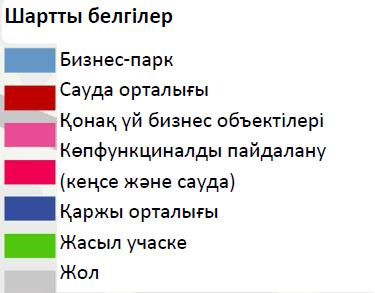 Шартты белгілер
Бизнес-парк
Сауда орталығы
Қонақ үй бизнес объектілері
Көпфункциналды пайдалану
(кеңсе және сауда)
Қаржы орталығы
Жасыл учаске
Жол